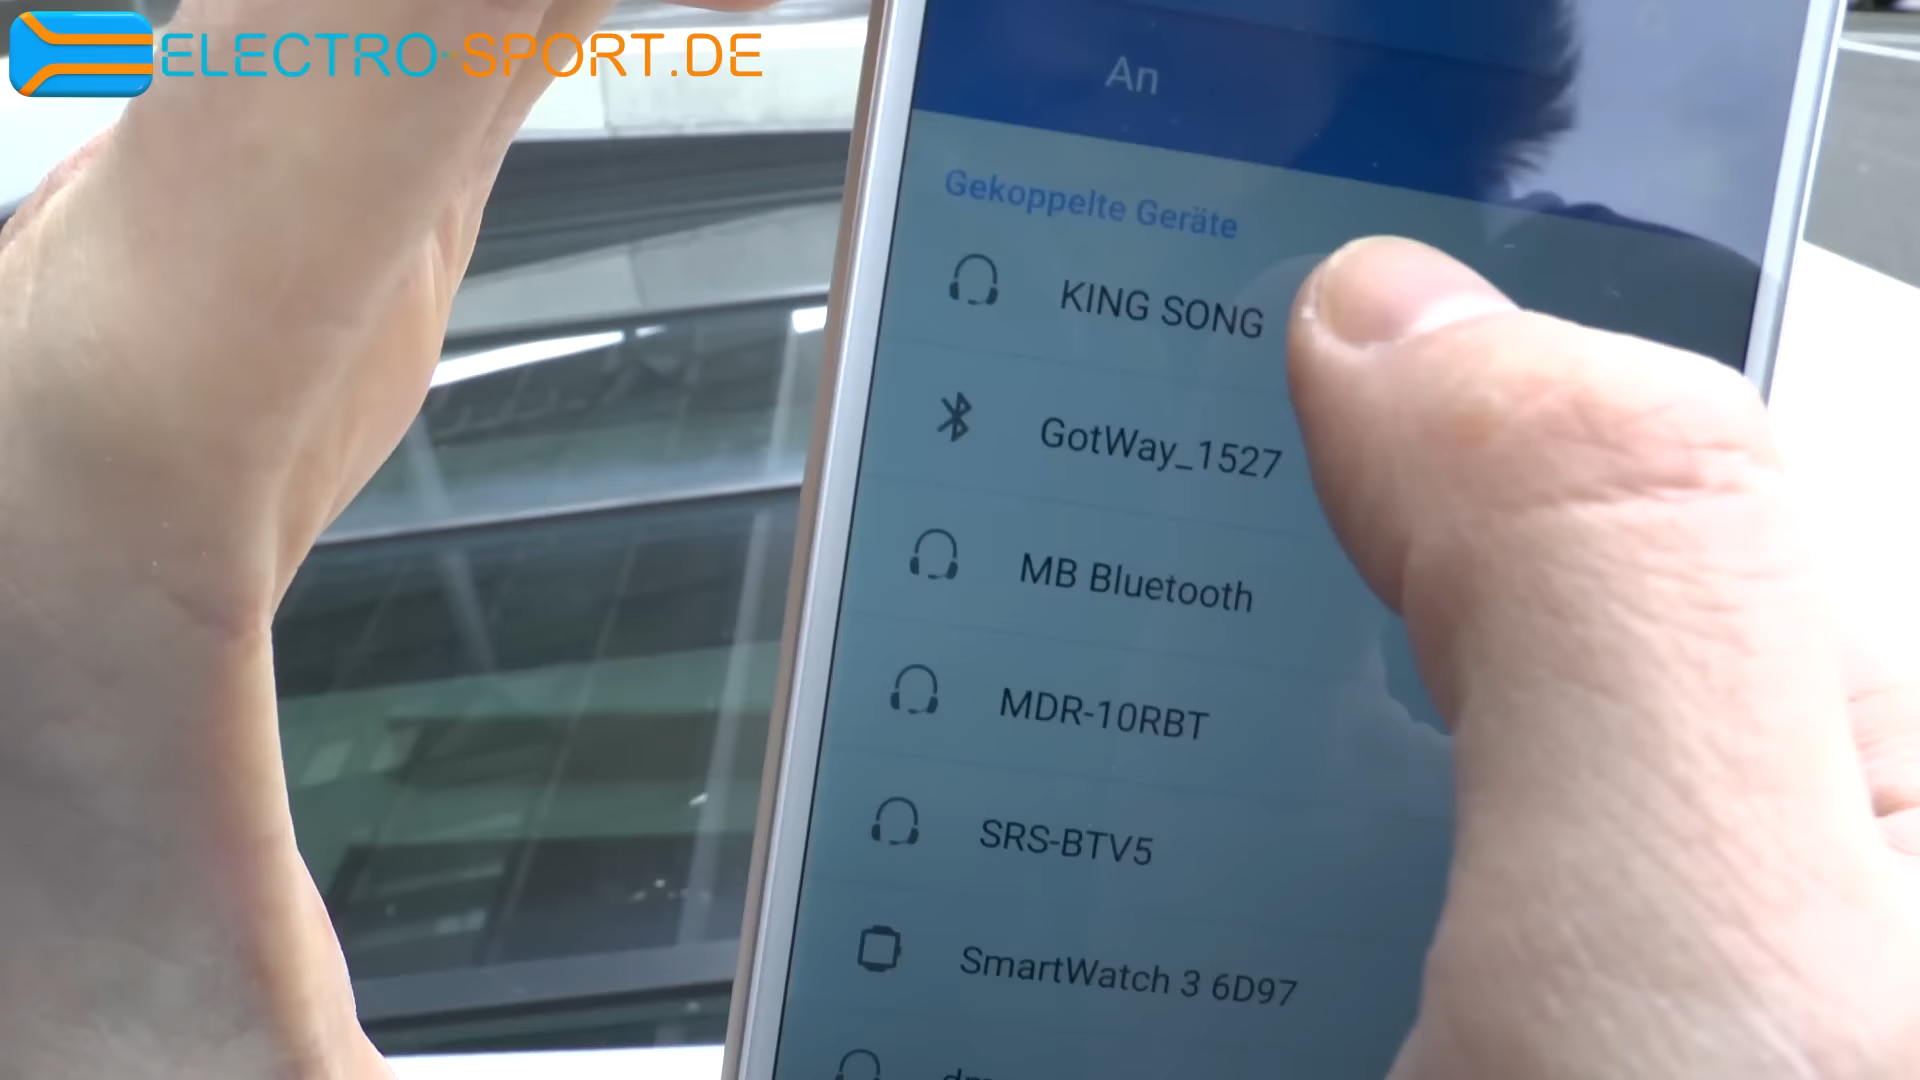 ELECTRO-SPORT.DE
An
Gekoppelte Geräte
KING SONG
GotWay_1527
MB Bluetooth
MDR-10RBT
SRS-BTV5
SmartWatch 3 6D97